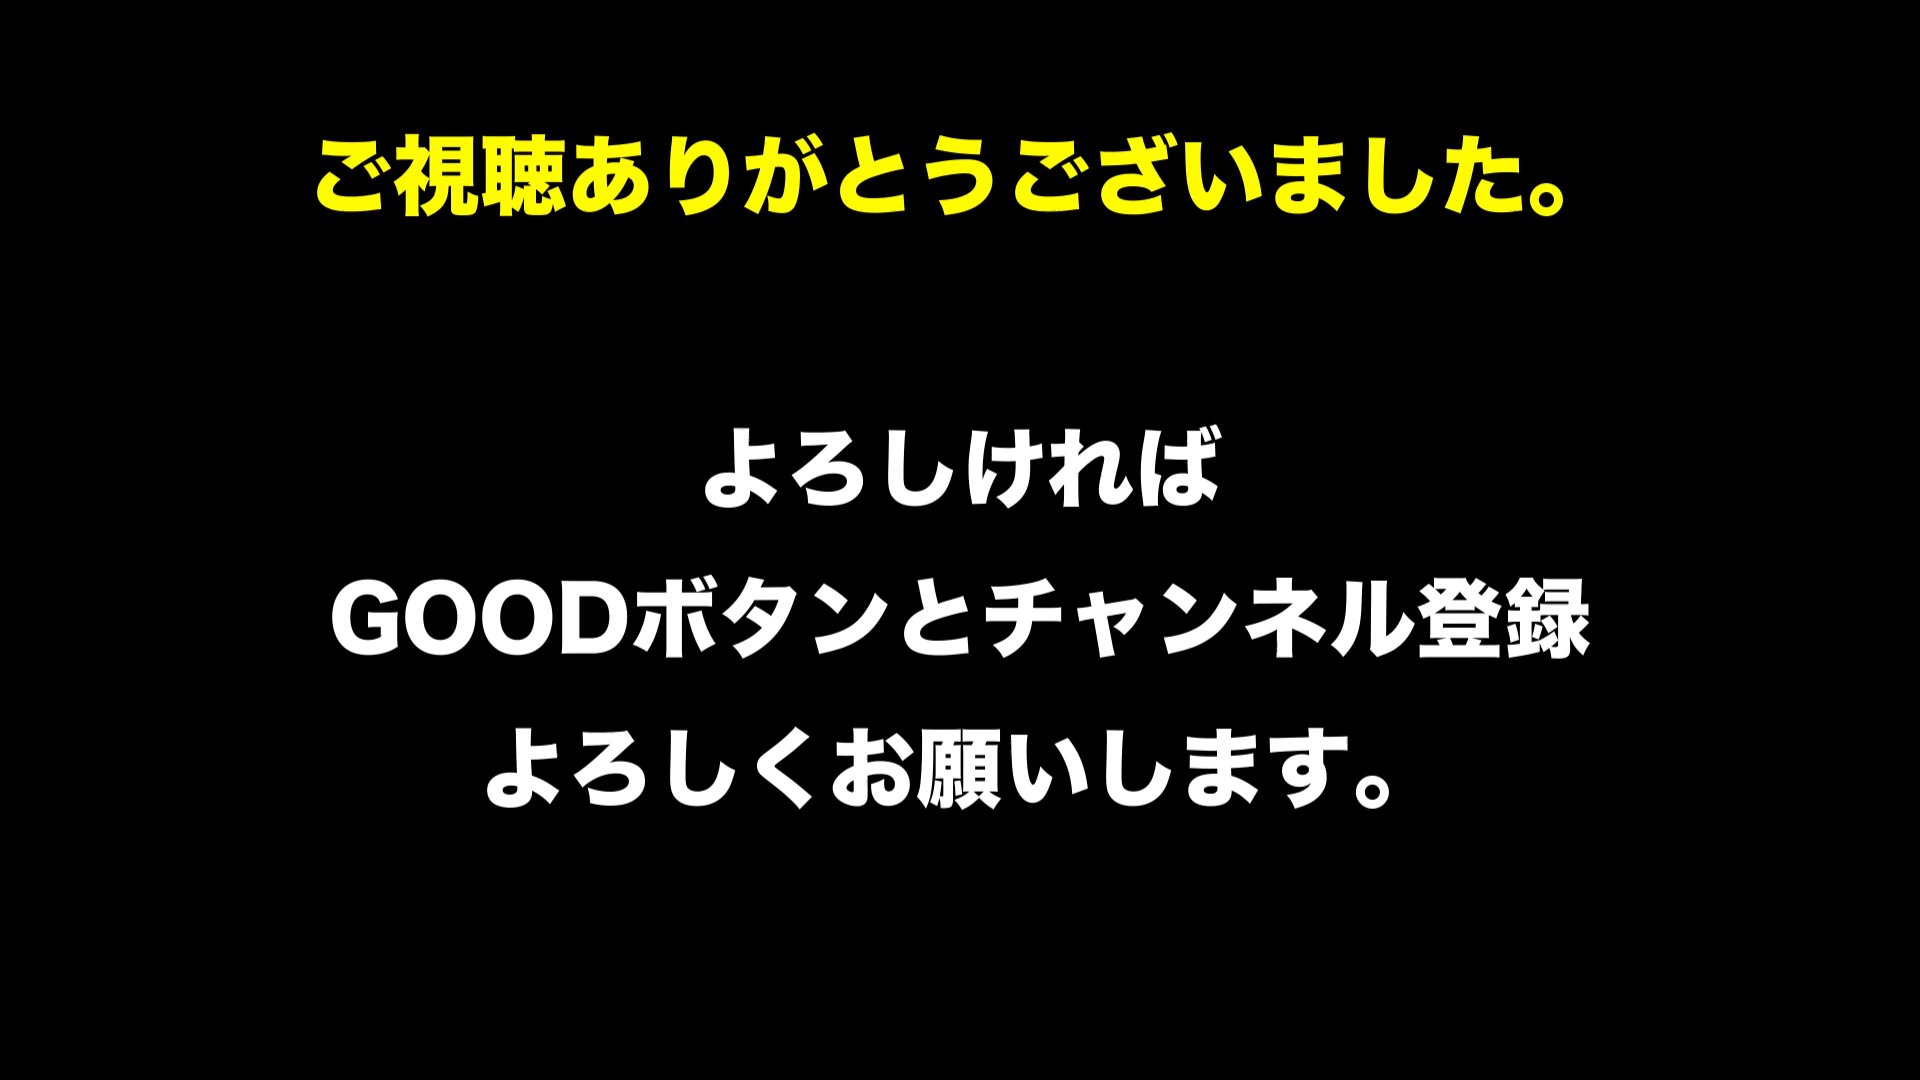 ご視聴ありがとうございました。
よろしければ
GOODボタンとチャンネル登録
よろしくお願いします。